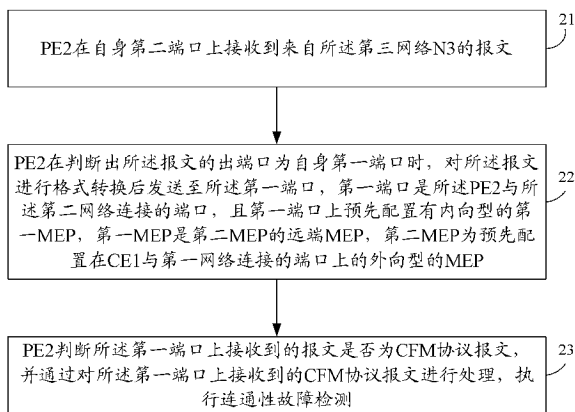 21
PE2在自身第二端口上接收到来自所述第三网络N3的报文
PE2在判断出所述报文的出端口为自身第一端口时，对所述报文
进行格式转换后发送至所述第一端口，第一端口是所述PE2与所
述第二网络连接的端口，且第一端口上预先配置有内向型的第
一MEP，第一MEP是第二MEP的远端MEP，第二MEP为预先配
置在CE1与第一网络连接的端口上的外向型的MEP
22
PE2判断所述第一端口上接收到的报文是否为CFM协议报文，
并通过对所述第一端口上接收到的CFM协议报文进行处理，执
行连通性故障检测
23